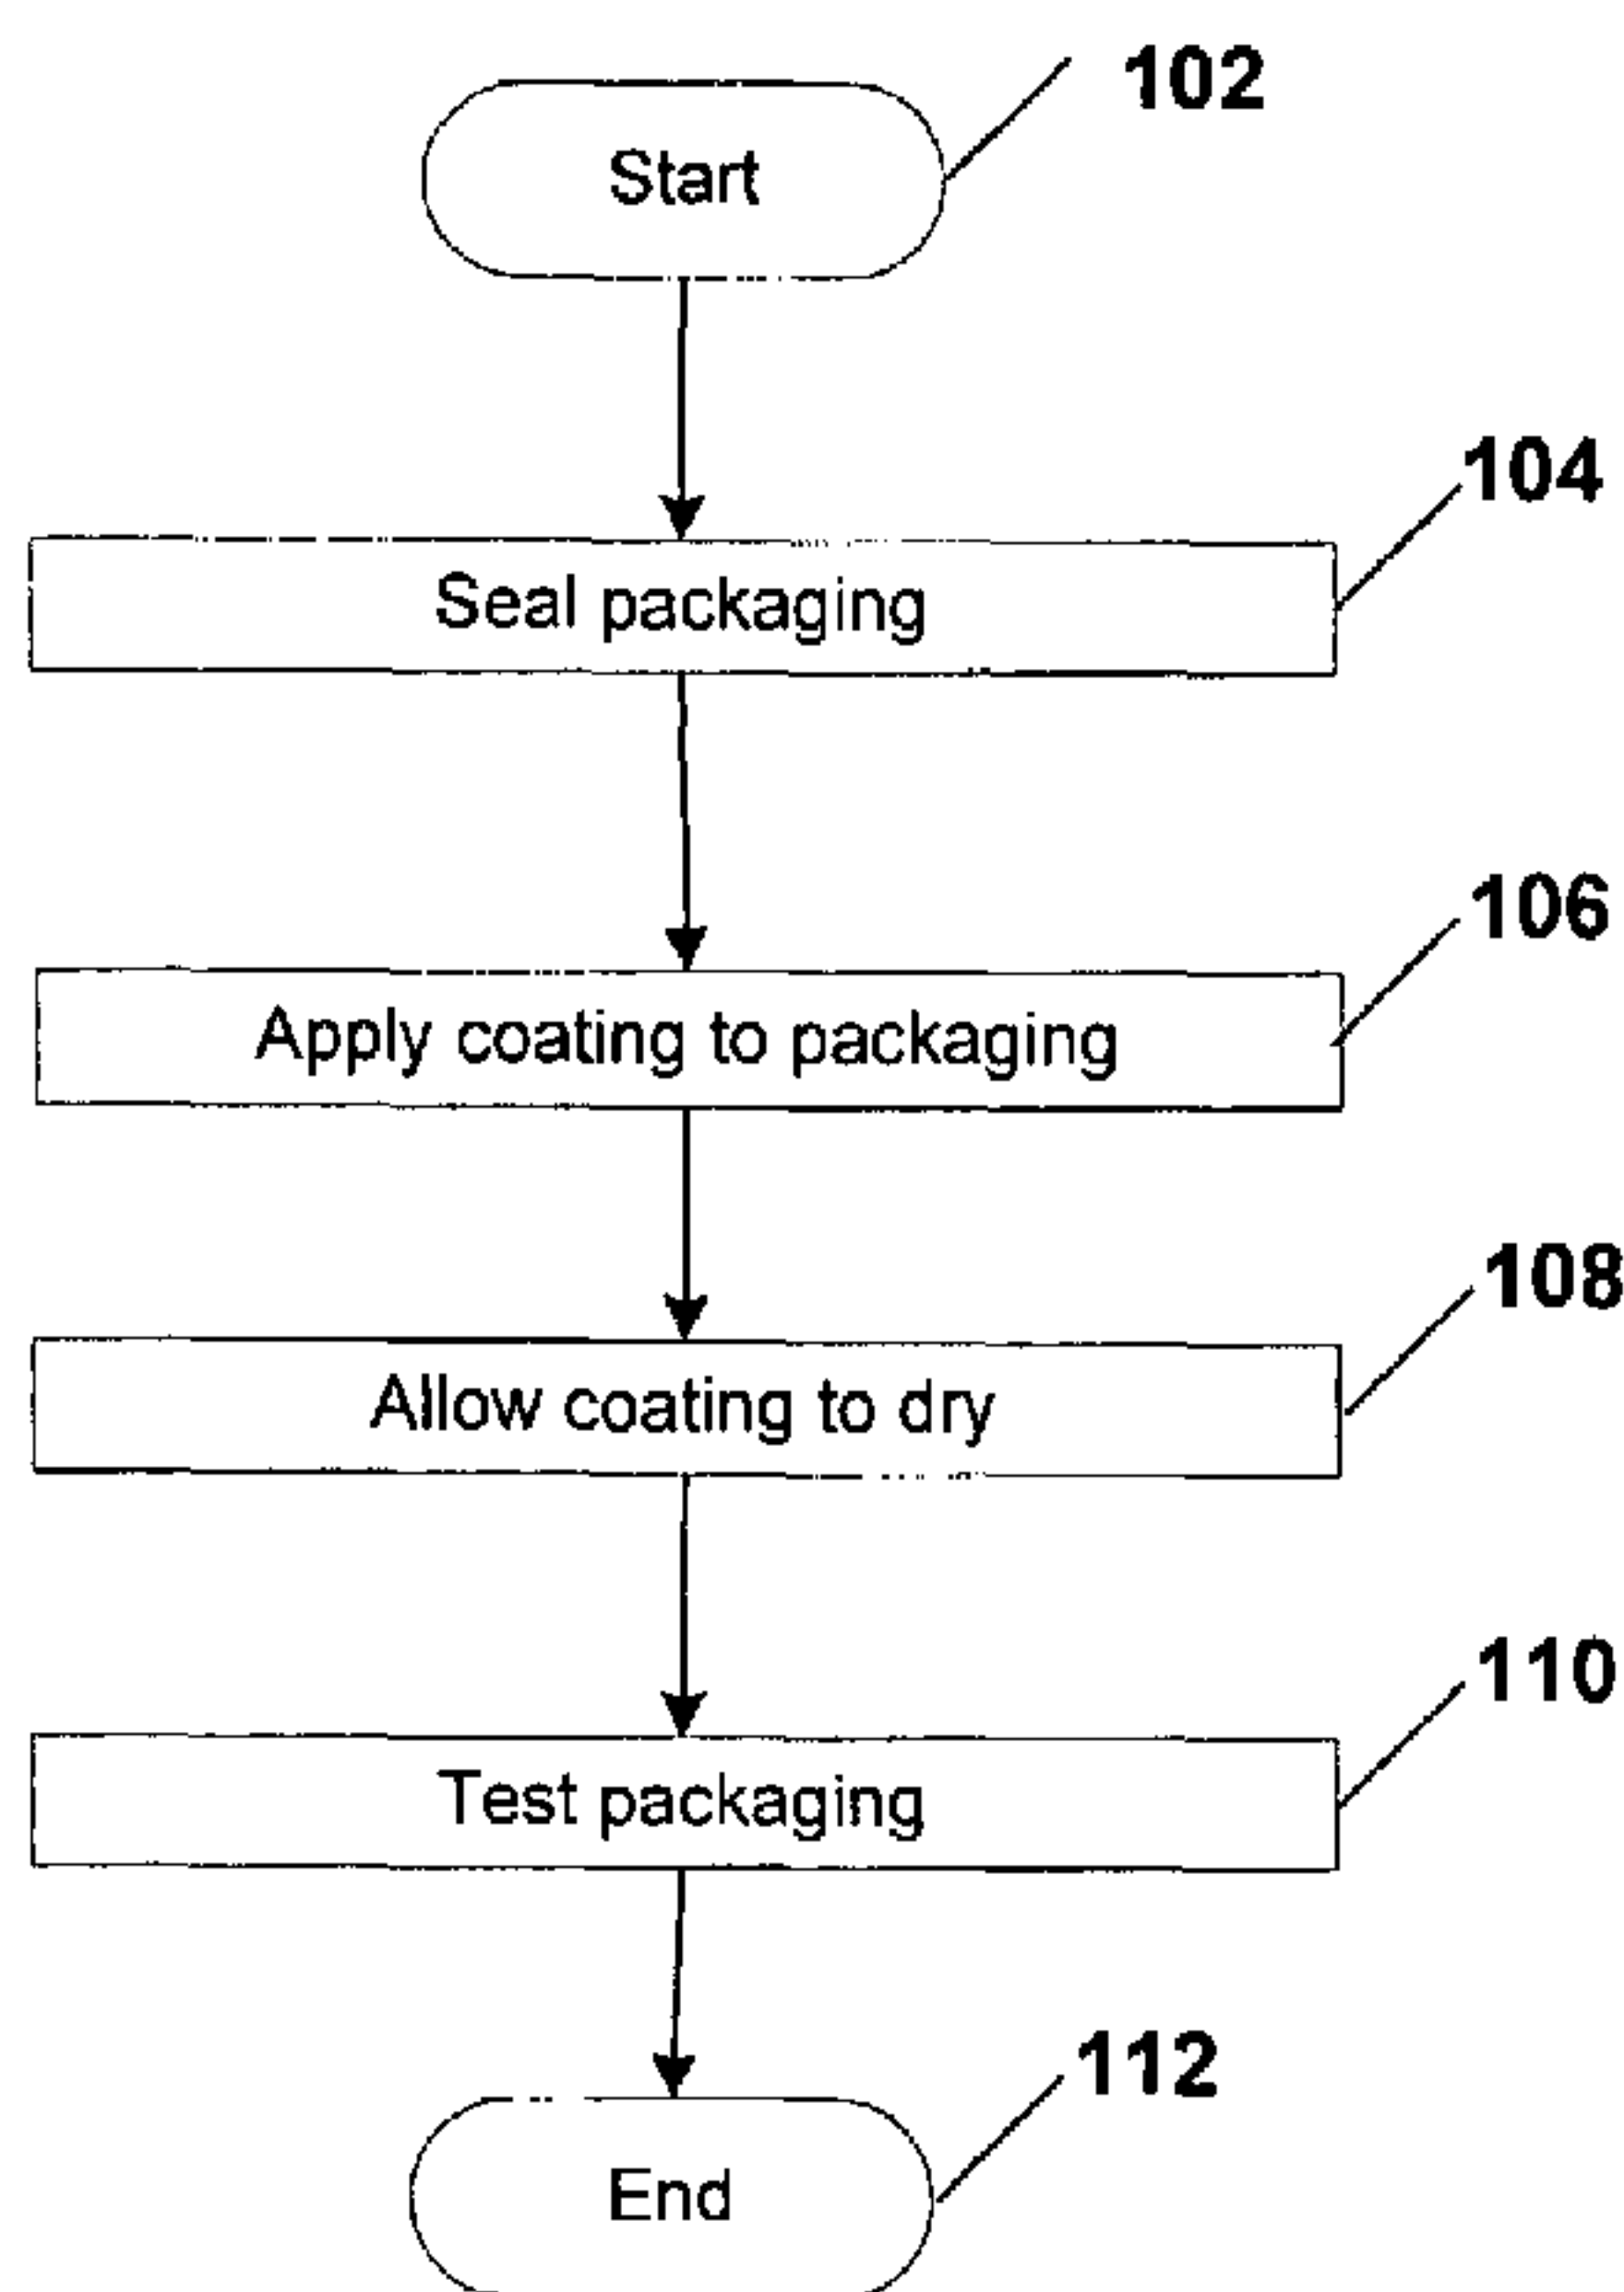 102
Start
104
Seal packaging
106
Apply coating to packaging
108
Allow coating to dry
110
Test packaging
112
End